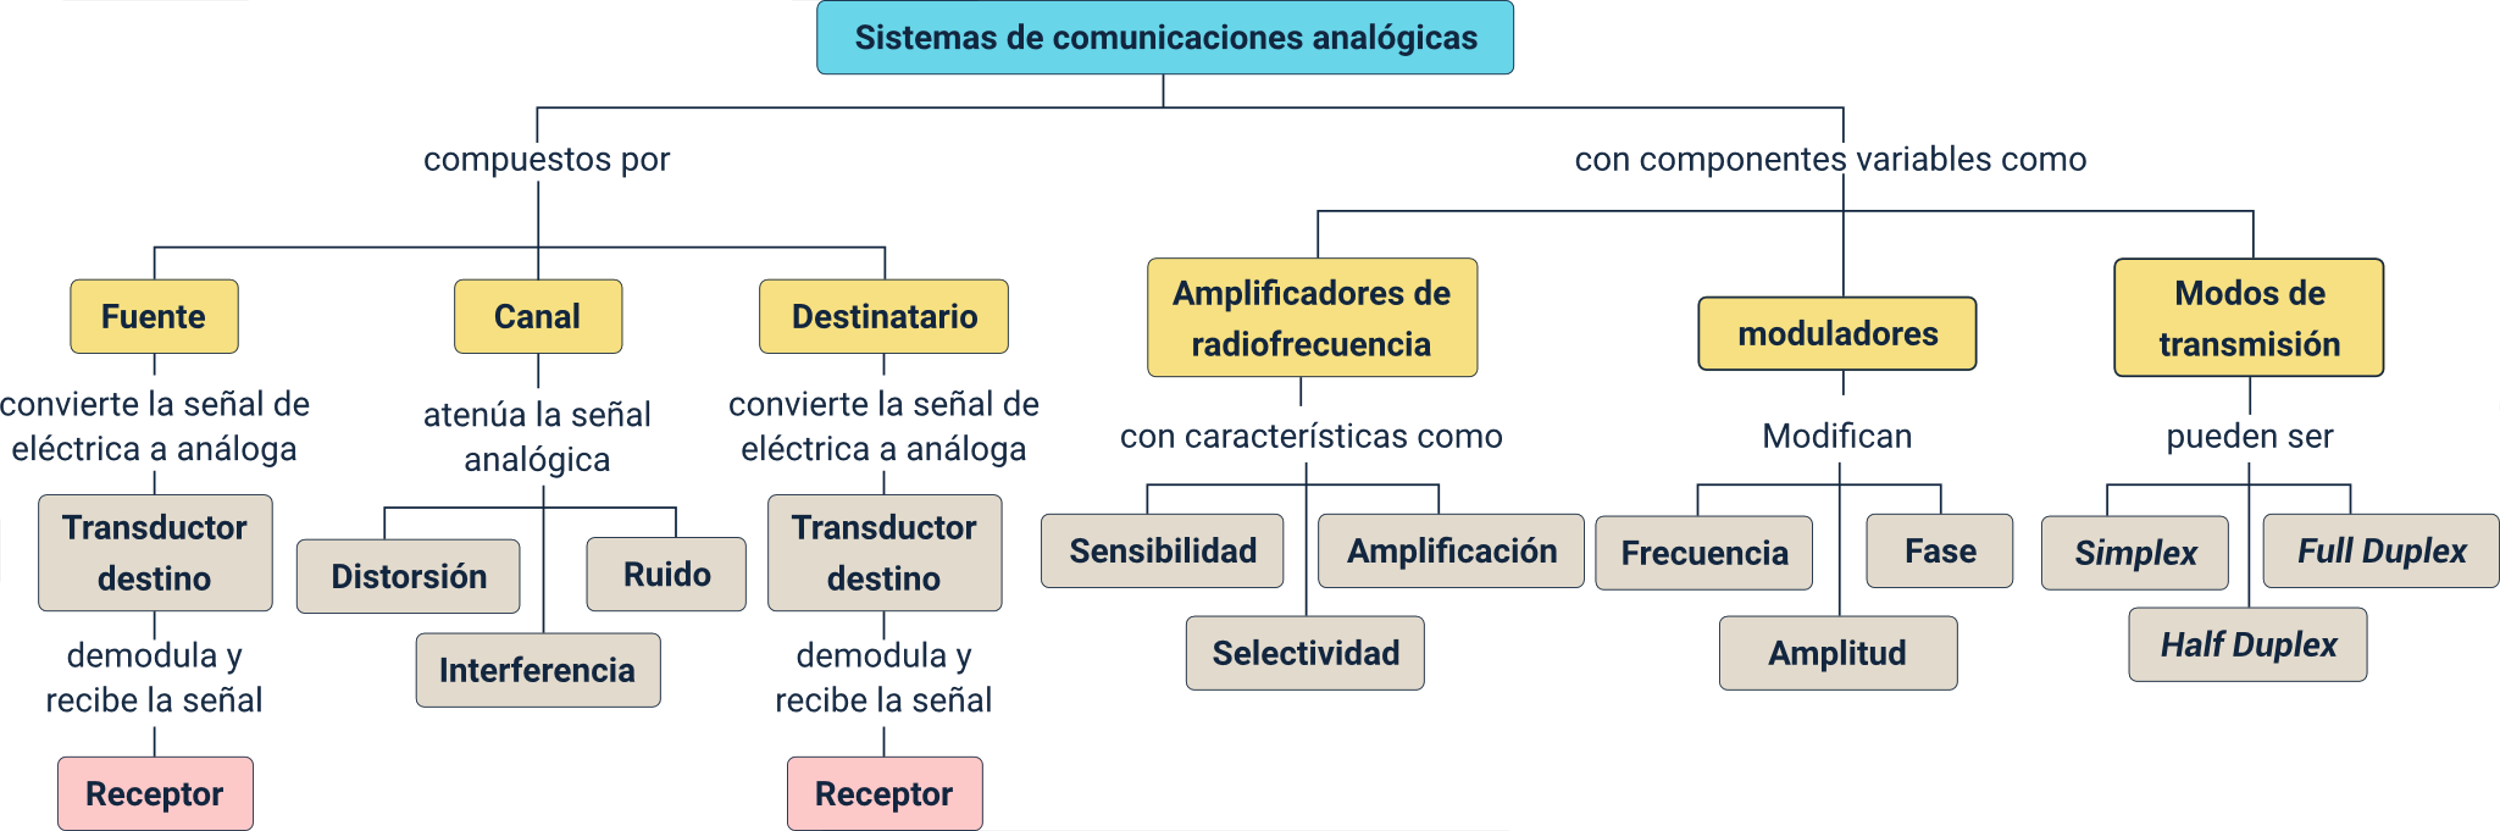 Sistemas de comunicaciones analógicas
compuestos por
con componentes variables como
Fuente
convierte la señal de
eléctrica a análoga
Transductor
destino
demodula y
recibe la señal
Receptor
Canal
atenúa la señal
analógica
Distorsión
Ruido
Interferencia
Destinatario
convierte la señal de
eléctrica a análoga
Transductor
destino
demodula y
recibe la señal
Receptor
Amplificadores de
radiofrecuencia
con características como
Sensibilidad
Amplificación
Selectividad
moduladores
Modifican
Frecuencia
Fase
Amplitud
Modos de
transmisión
pueden ser
Simplex
Full Duplex
Half Duplex